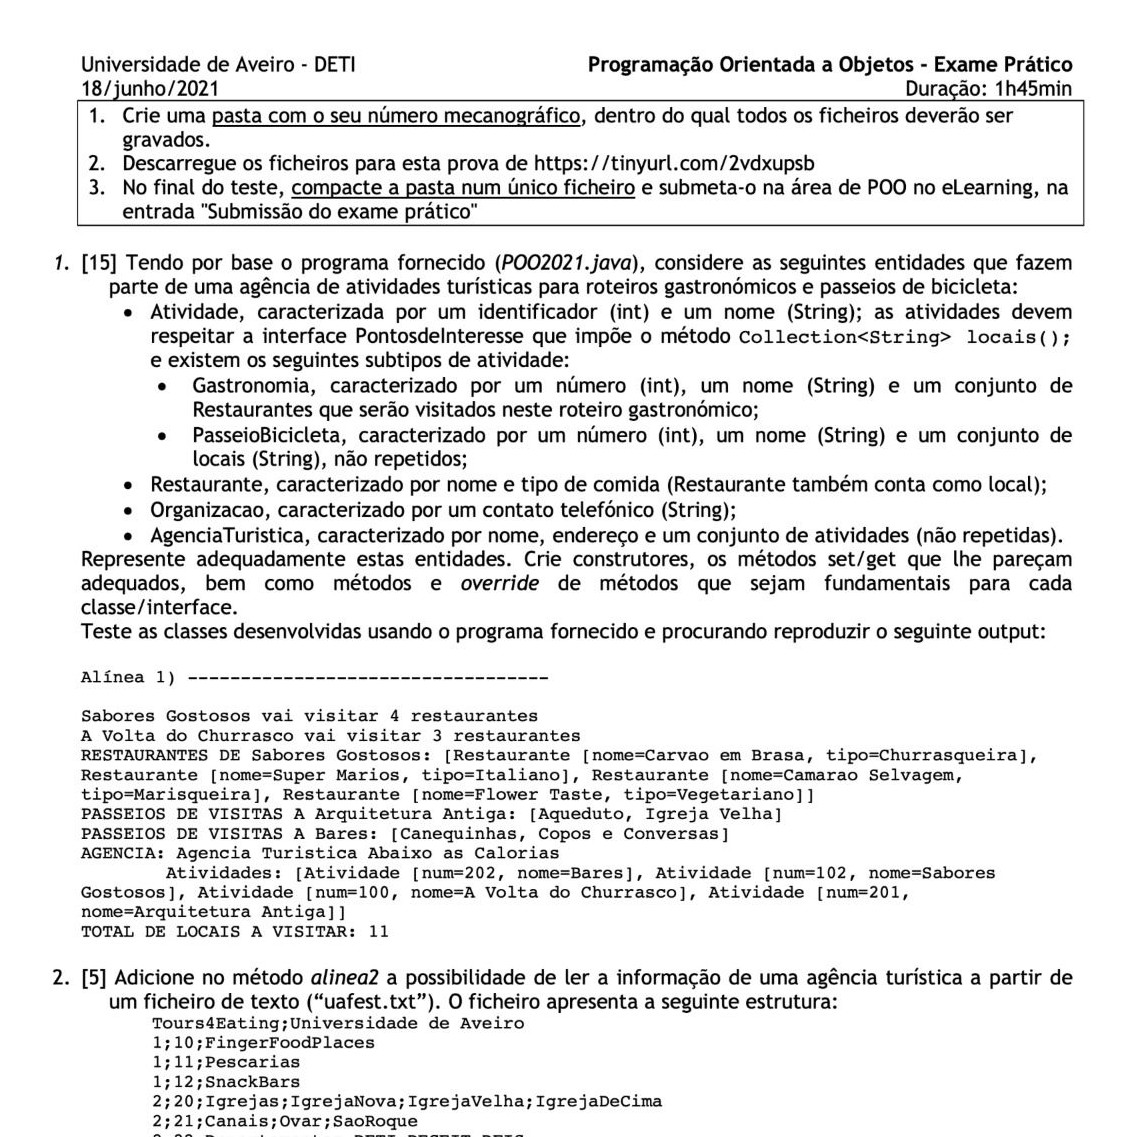 Universidade de Aveiro - DETI
Programação Orientada a Objetos - Exame Prático
18/junho/2021
Duração: 1h45min
1. Crie uma pasta com o seu número mecanográfico, dentro do qual todos os ficheiros deverão ser
gravados.
2. Descarregue os ficheiros para esta prova de https://tinyurl.com/2vdxupsb
3. No final do teste, compacte a pasta num único ficheiro e submeta-o na área de POO no eLearning, na
entrada "Submissão do exame prático"
1. [15] Tendo por base o programa fornecido (POO2021.java), considere as seguintes entidades que fazem
parte de uma agência de atividades turísticas para roteiros gastronómicos e passeios de bicicleta:
• Atividade, caracterizada por um identificador (int) e um nome (String); as atividades devem
respeitar a interface PontosdeInteresse que impõe o método Collection<String> locais();
e existem os seguintes subtipos de atividade:
• Gastronomia, caracterizado por um número (int), um nome (String) e um conjunto de
Restaurantes que serão visitados neste roteiro gastronómico;
• PasseioBicicleta, caracterizado por um número (int), um nome (String) e um conjunto de
locais (String), não repetidos;
• Restaurante, caracterizado por nome e tipo de comida (Restaurante também conta como local);
• Organizacao, caracterizado por um contato telefónico (String);
• AgenciaTuristica, caracterizado por nome, endereço e um conjunto de atividades (não repetidas).
Represente adequadamente estas entidades. Crie construtores, os métodos set/get que lhe pareçam
adequados, bem como métodos e override de métodos que sejam fundamentais para cada
classe/interface.
Teste as classes desenvolvidas usando o programa fornecido e procurando reproduzir o seguinte output:
Alínea 1) ----------------------------------
Sabores Gostosos vai visitar 4 restaurantes
A Volta do Churrasco vai visitar 3 restaurantes
RESTAURANTES DE Sabores Gostosos: [Restaurante [nome=Carvao em Brasa, tipo=Churrasqueira],
Restaurante [nome=Super Marios, tipo=Italiano], Restaurante [nome=Camarao Selvagem,
tipo=Marisqueira], Restaurante [nome=Flower Taste, tipo=Vegetariano]]
PASSEIOS DE VISITAS A Arquitetura Antiga: [Aqueduto, Igreja Velha]
PASSEIOS DE VISITAS A Bares: [Canequinhas, Copos e Conversas]
AGENCIA: Agencia Turistica Abaixo as Calorias
Atividades: [Atividade [num=202, nome=Bares], Atividade [num=102, nome=Sabores
Gostosos], Atividade [num=100, nome=A Volta do Churrasco], Atividade [num=201,
nome=Arquitetura Antiga]]
TOTAL DE LOCAIS A VISITAR: 11
2. [5] Adicione no método alinea2 a possibilidade de ler a informação de uma agência turística a partir de
um ficheiro de texto (“uafest.txt”). O ficheiro apresenta a seguinte estrutura:
Tours4Eating;Universidade de Aveiro
1;10;FingerFoodPlaces
1;11;Pescarias
1;12;SnackBars
2;20;Igrejas;IgrejaNova;IgrejaVelha;IgrejaDeCima
2;21;Canais;Ovar;SaoRoque